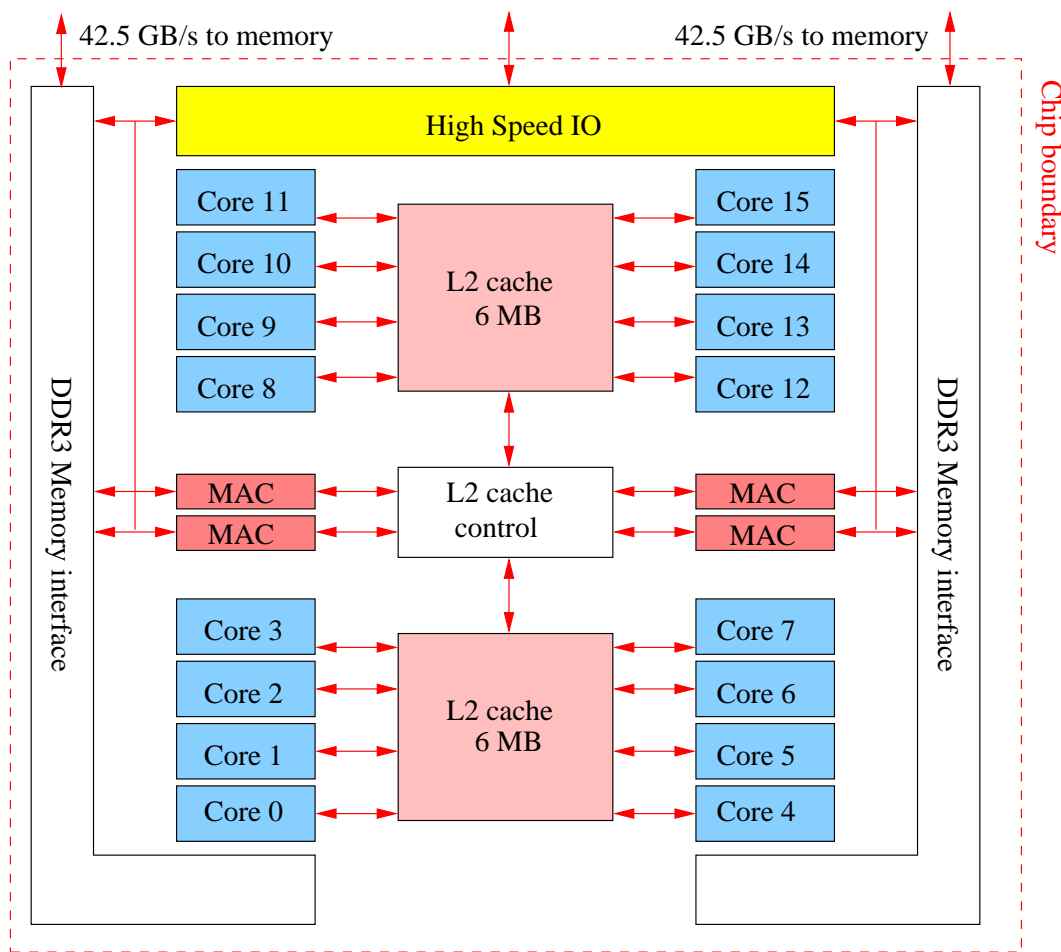 42.5 GB/s to memory
42.5 GB/s to memory
Chip boundary
High Speed IO
Core 11
Core 15
Core 10
L2 cache
6 MB
Core 14
Core 9
Core 13
Core 8
Core 12
DDR3 Memory interface
DDR3 Memory interface
MAC
L2 cache
control
MAC
MAC
MAC
Core 3
Core 7
Core 2
L2 cache
6 MB
Core 6
Core 1
Core 5
Core 0
Core 4